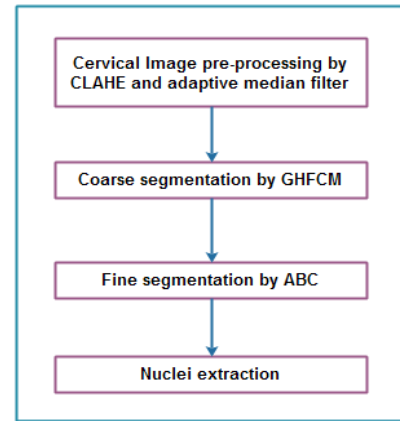 Cervical Image pre-processing by
CLAHE and adaptive median filter
Coarse segmentation by GHFCM
Fine segmentation by ABC
Nuclei extraction